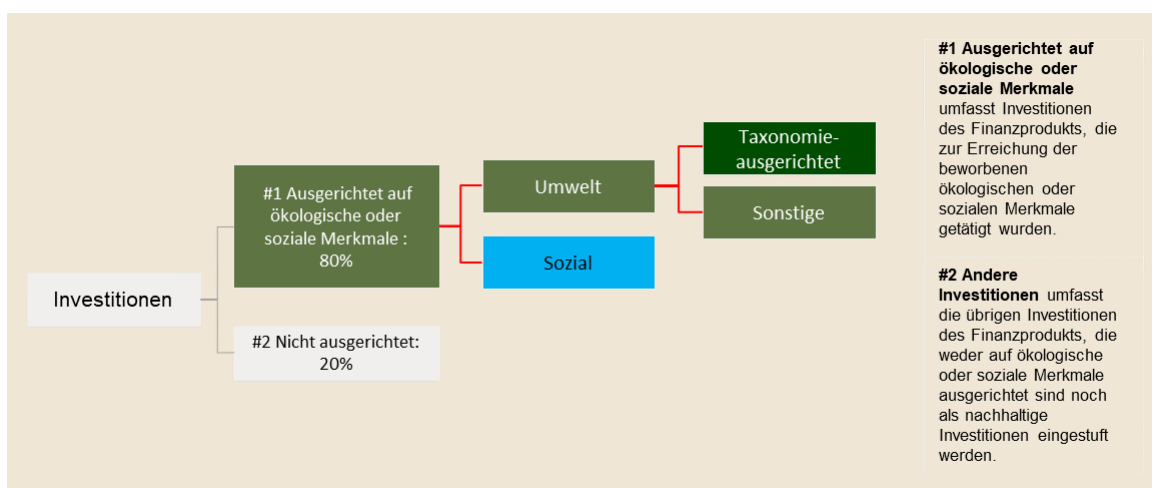 Investitionen
#1 Ausgerichtet auf
ökologische oder
soziale Merkmale :
80%
#2 Nicht ausgerichtet:
20%
Umwelt
Sozial
Taxonomie-
ausgerichtet
Sonstige
#1 Ausgerichtet auf
ökologische oder
soziale Merkmale
umfasst Investitionen
des Finanzprodukts, die
zur Erreichung der
beworbenen
ökologischen oder
sozialen Merkmale
getätigt wurden.
#2 Andere
Investitionen umfasst
die übrigen Investitionen
des Finanzprodukts, die
weder auf ökologische
oder soziale Merkmale
ausgerichtet sind noch
als nachhaltige
Investitionen eingestuft
werden.